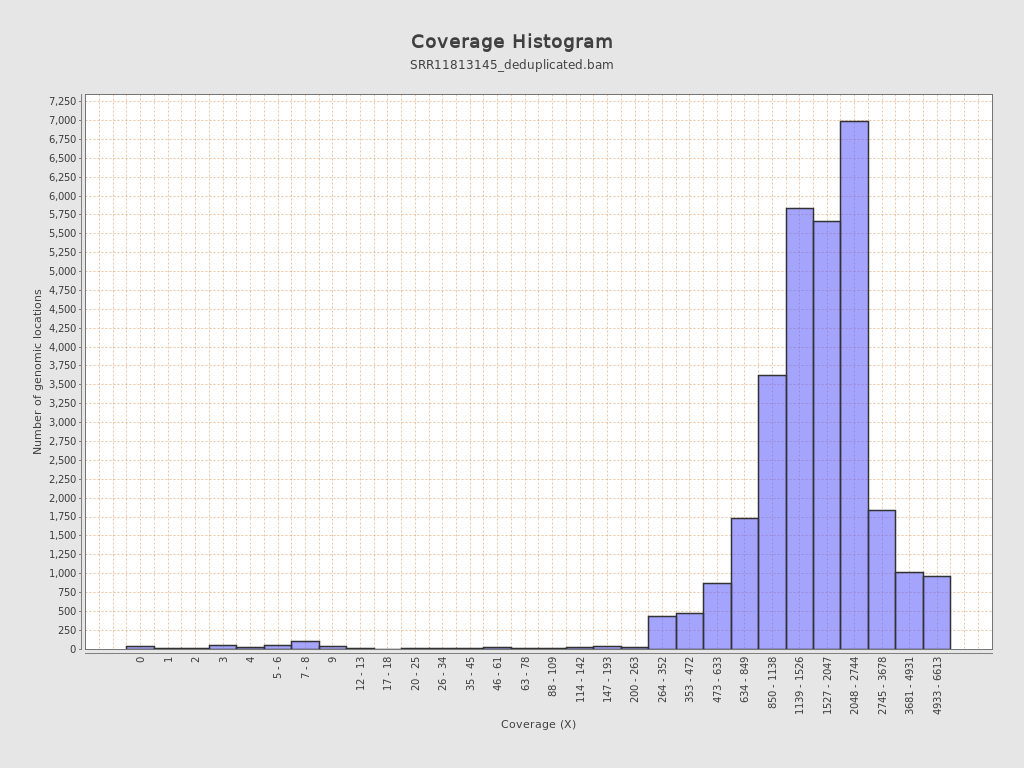 Coverage Histogram
SRR11813145_deduplicated.bam
7,250
7,000
6,750
6,500
6,250
6,000
5,750
5,500
5,250
5,000
4,750
4,500
4,250
4,000
3,750
3,500
3,250
3,000
2,750
2,500
2,250
2,000
1,750
1,500
1,250
1,000
750
500
250
0
Number of genomic locations
0
1
2
3
4
5 - 6
7 - 8
9
12 - 13
17 - 18
20 - 25
26 - 34
35 - 45
46 - 61
63 - 78
88 - 109
114 - 142
147 - 193
200 - 263
264 - 352
353 - 472
473 - 633
634 - 849
850 - 1138
1139 - 1526
1527 - 2047
2048 - 2744
2745 - 3678
3681 - 4931
4933 - 6613
Coverage (X)